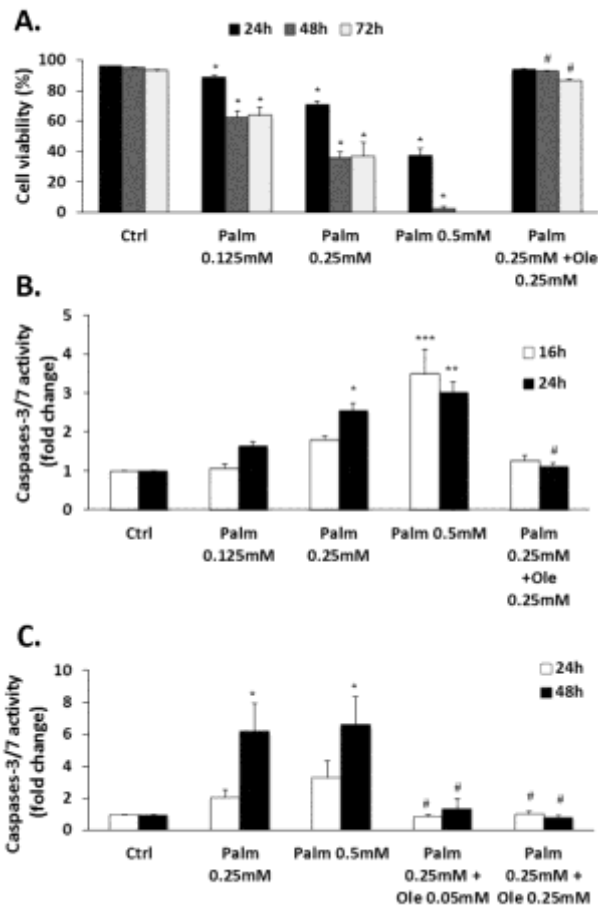 A.
24h 48h 72h
Cell viability (%)
100
80
60
40
20
0
* * * * * * * * # #
Ctrl
Palm
0.125mM
Palm
0.25mM
Palm 0.5mM
Palm
0.25mM +Ole
0.25mM
B.
Caspases-3/7 activity
(fold change)
5
4
3
2
1
0
16h
24h
* *** ** #
Ctrl
Palm
0.125mM
Palm
0.25mM
Palm 0.5mM
Palm
0.25mM
+Ole
0.25mM
C.
Caspases-3/7 activity
(fold change)
10
8
6
4
2
0
24h
48h
* * # # # #
Ctrl
Palm
0.25mM
Palm 0.5mM
Palm
0.25mM +
Ole 0.05mM
Palm
0.25mM +
Ole 0.25mM